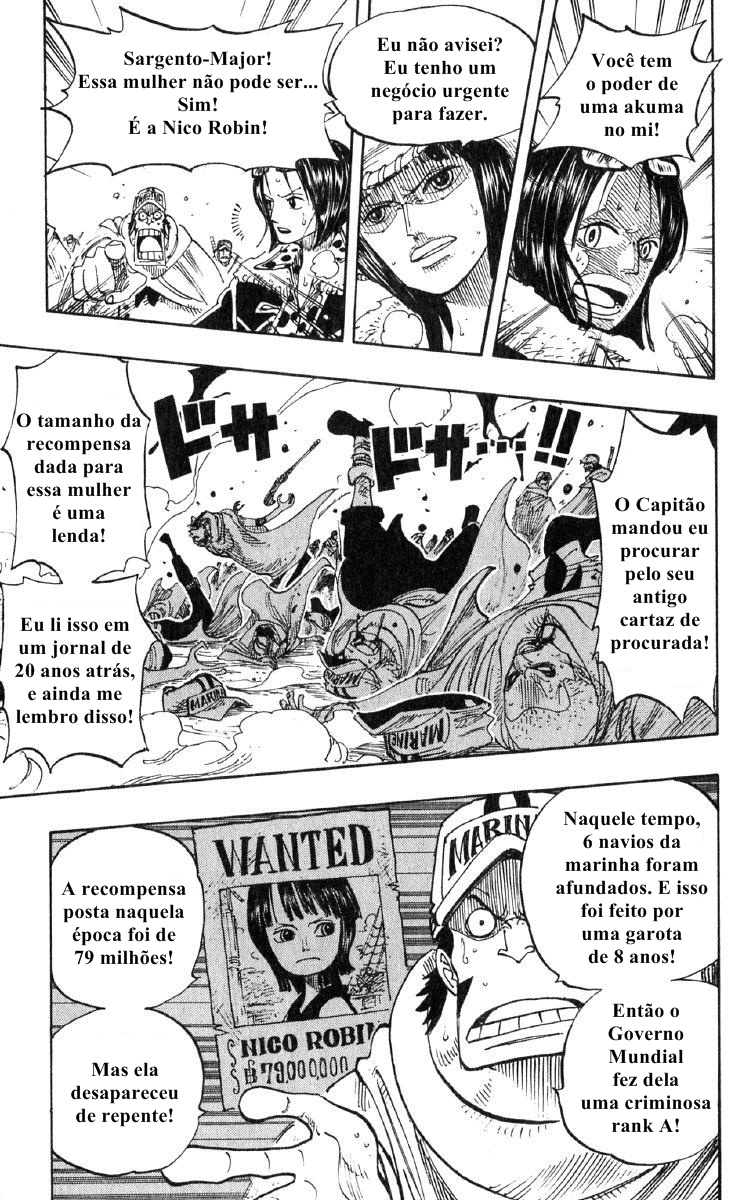 Você tem
o poder de
uma akuma
no mi!
Eu não avisei?
Eu tenho um
negócio urgente
para fazer.
Sargento-Major!
Essa mulher não pode ser...
Sim!
É a Nico Robin!
ドサ
ドサ……!!
O Capitão
mandou eu
procurar
pelo seu
antigo
cartaz de
procurada!
O tamanho da
recompensa
dada para
essa mulher
é uma
lenda!
Eu li isso em
um jornal de
20 anos atrás,
e ainda me
lembro disso!
MARINE
MARINE
Naquele tempo,
6 navios da
marinha foram
afundados. E isso
foi feito por
uma garota
de 8 anos!
MARIN
Então o
Governo
Mundial
fez dela
uma criminosa
rank A!
WANTED
NICO ROBIN
฿79,000,000
A recompensa
posta naquela
época foi de
79 milhões!
Mas ela
desapareceu
de repente!